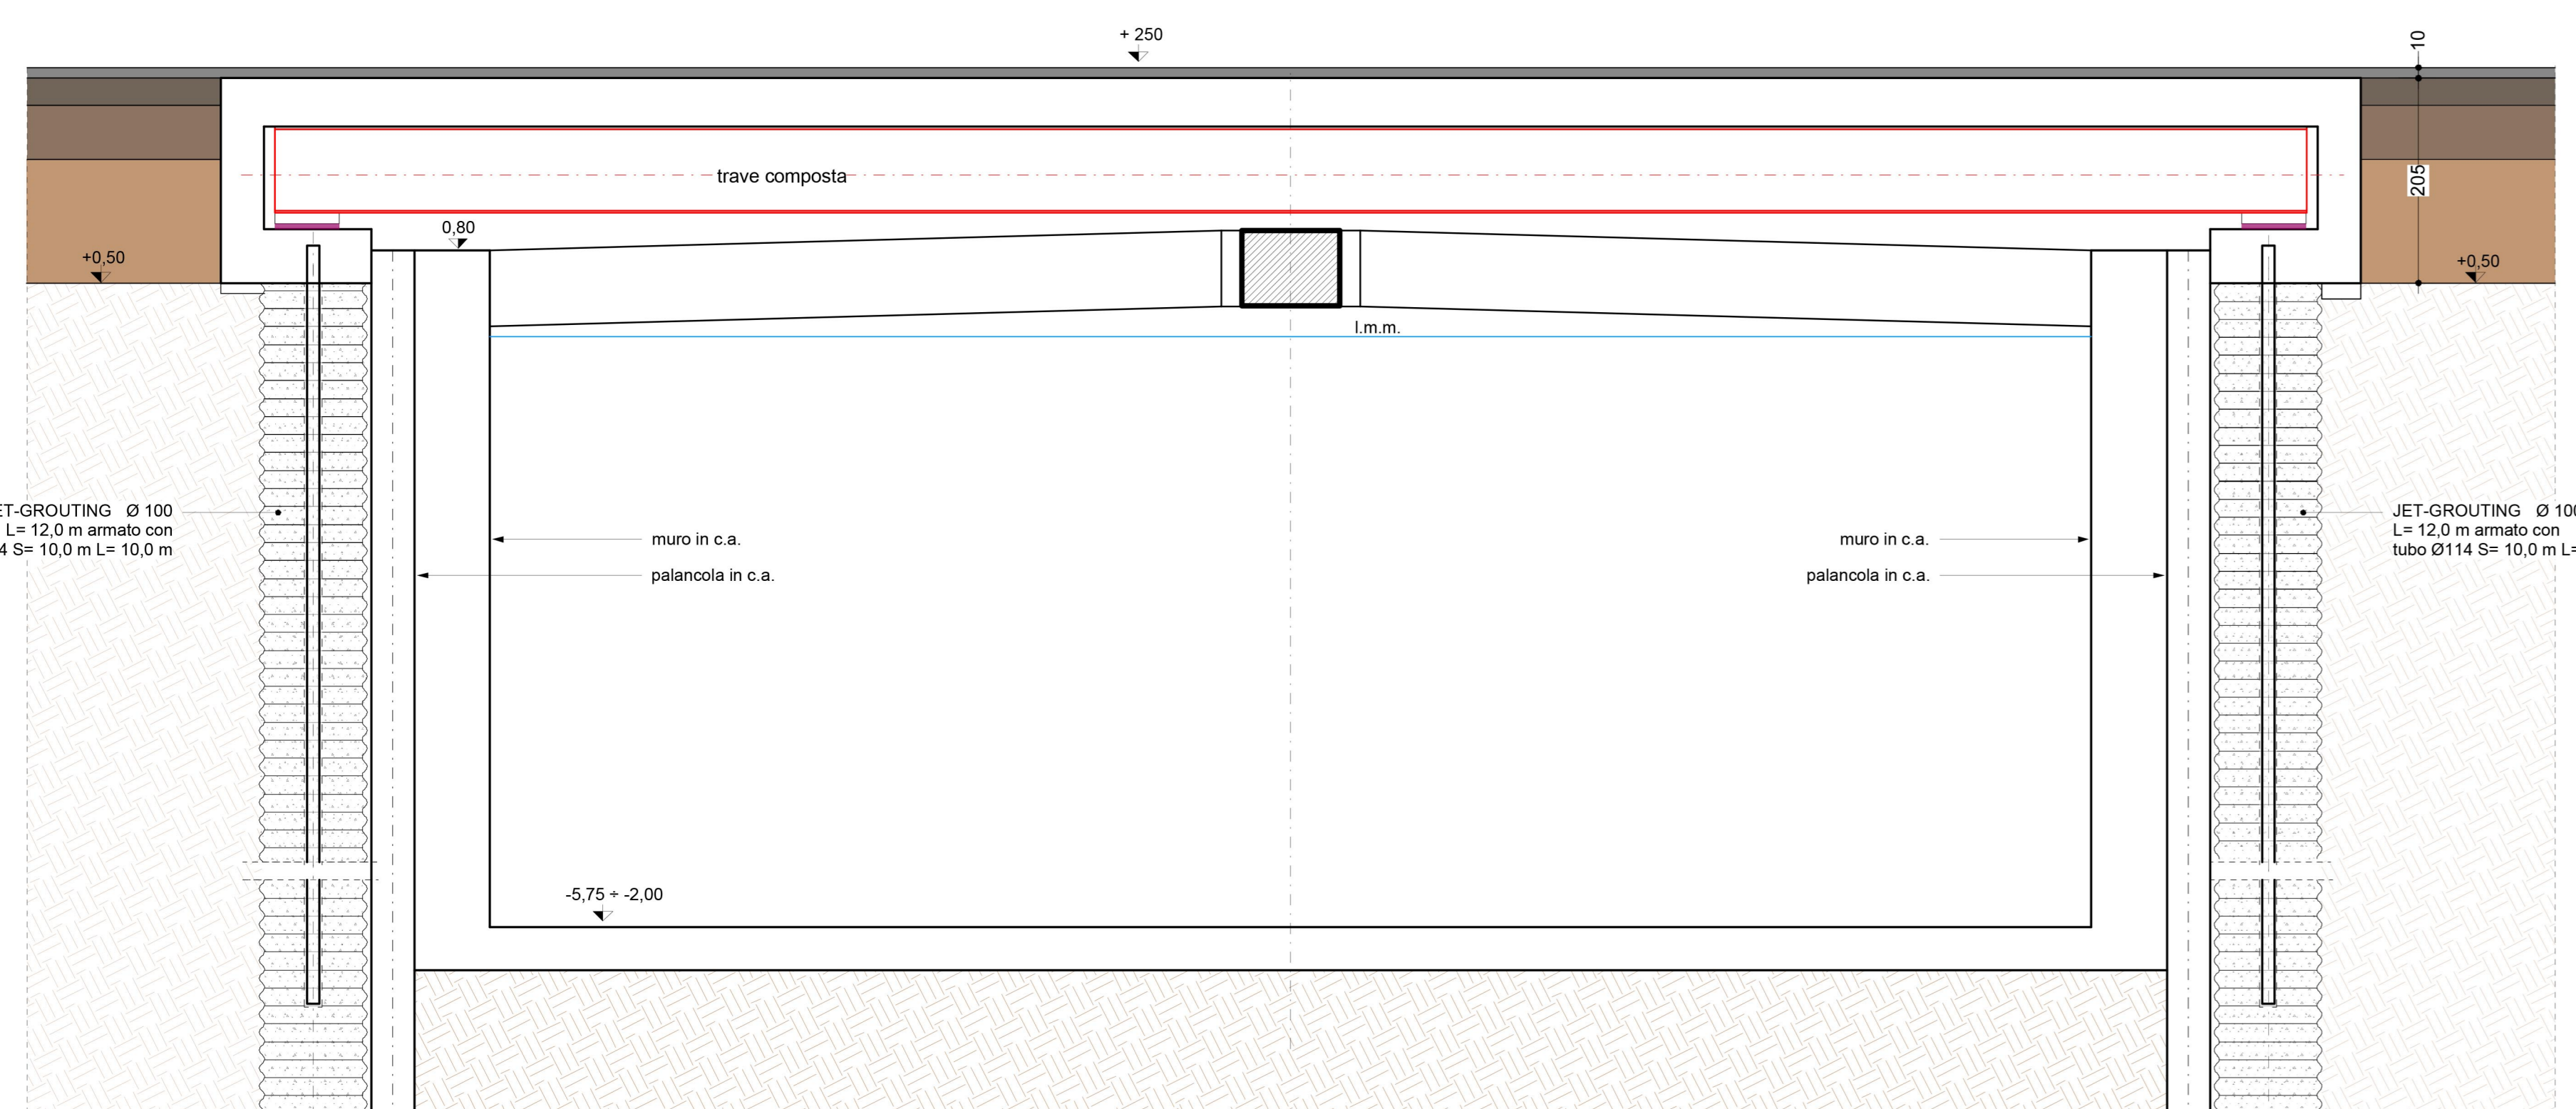 + 250
10
trave composta
205
0,80
+0,50
+0,50
l.m.m.
ET-GROUTING Ø 100
L= 12,0 m armato con
4 S= 10,0 m L= 10,0 m
JET-GROUTING Ø 100
L= 12,0 m armato con
tubo Ø114 S= 10,0 m L=
muro in c.a.
palancola in c.a.
muro in c.a.
palancola in c.a.
-5,75 ÷ -2,00